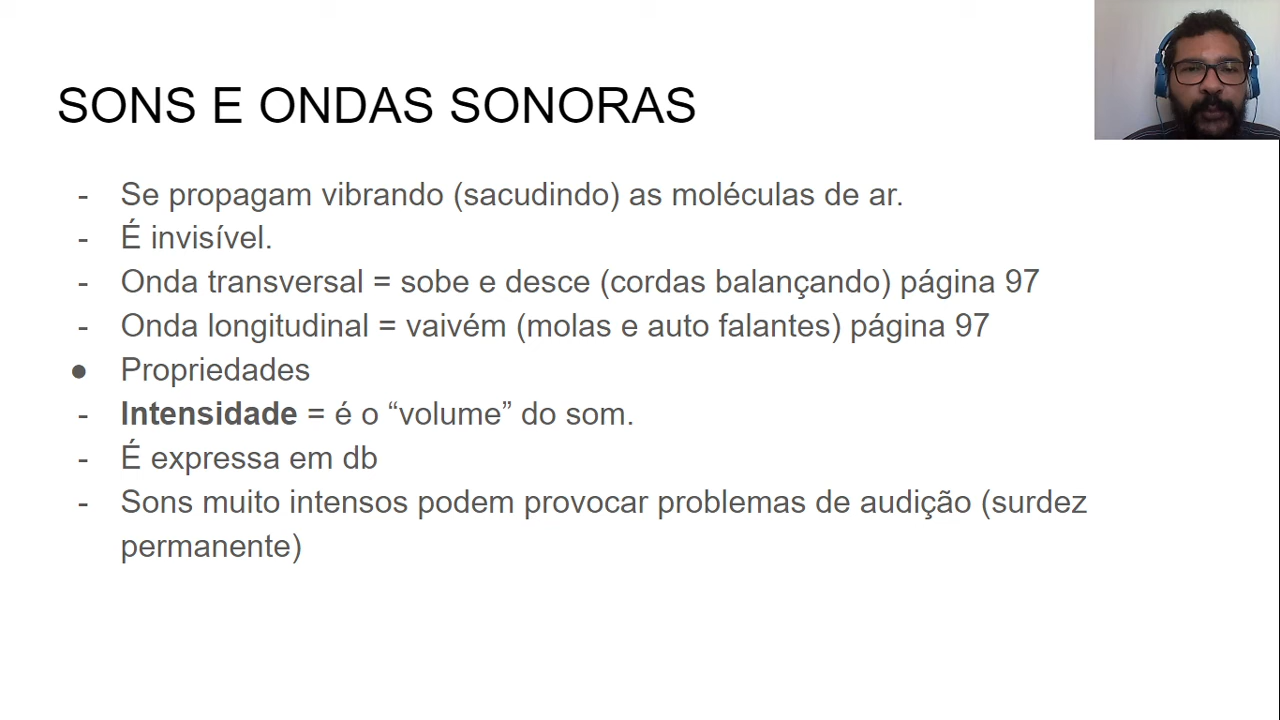 SONS E ONDAS SONORAS
- Se propagam vibrando (sacudindo) as moléculas de ar.
- É invisível.
- Onda transversal = sobe e desce (cordas balançando) página 97
- Onda longitudinal = vaivém (molas e auto falantes) página 97
● Propriedades
- Intensidade = é o “volume” do som.
- É expressa em db
- Sons muito intensos podem provocar problemas de audição (surdez
permanente)